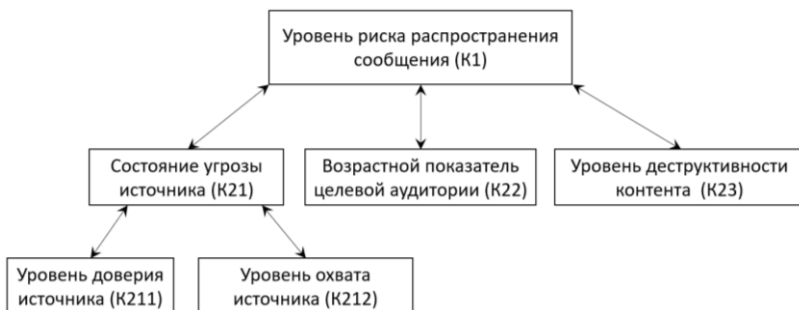 Уровень риска распространения
сообщения (К1)
Состояние угрозы
источника (К21)
Возрастной показатель
целевой аудитории (К22)
Уровень деструктивности
контента (К23)
Уровень доверия
источника (К211)
Уровень охвата
источника (К212)